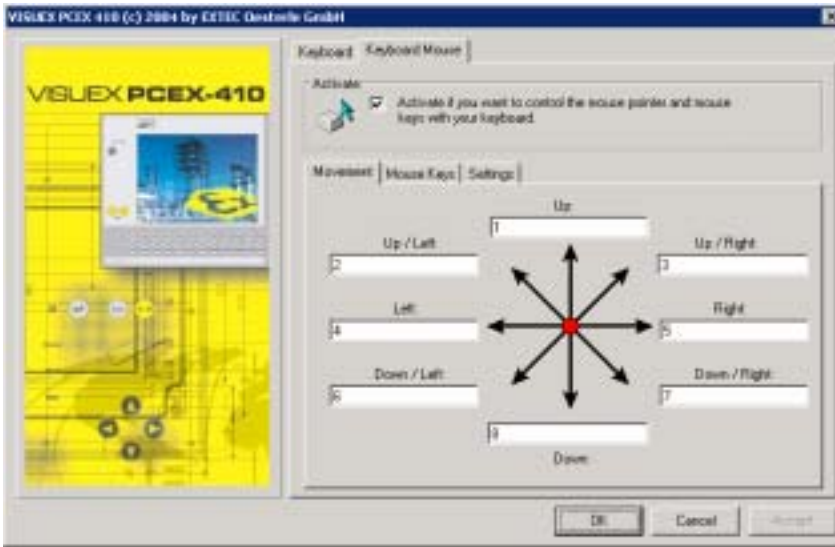 VISUEX PCEX 410 (c) 2004 by EXTEC Oesterle GmbH
VISUEX PCEX-410
Keyboard
Keyboard Mouse
Activate
Activate if you want to control the mouse pointer and mouse
keys with your keyboard.
Movement
Mouse Keys
Settings
Up:
1
Up / Left:
2
Up / Right:
3
Left:
4
Right:
5
Down / Left:
6
Down / Right:
7
Down:
OK
Cancel
Accept